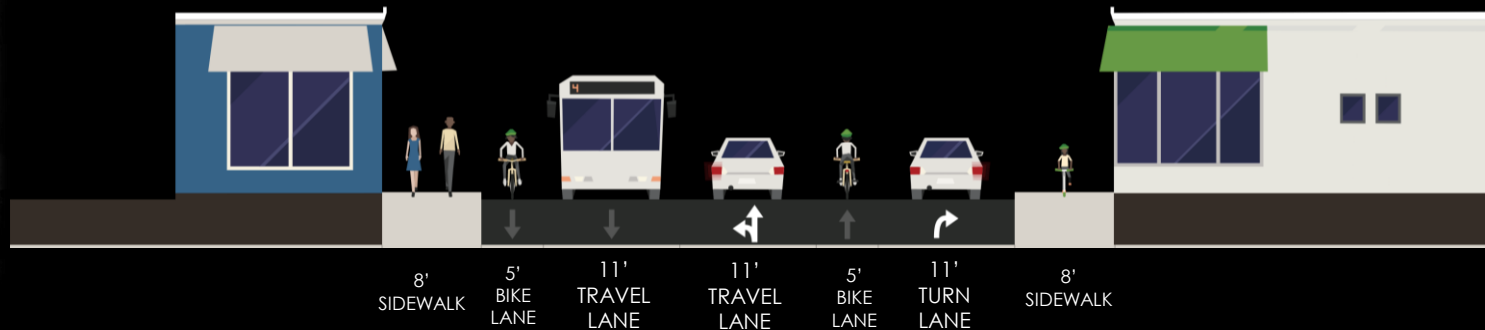 4
8’
SIDEWALK
5’
BIKE
LANE
11’
TRAVEL
LANE
11’
TRAVEL
LANE
5’
BIKE
LANE
11’
TURN
LANE
8’
SIDEWALK